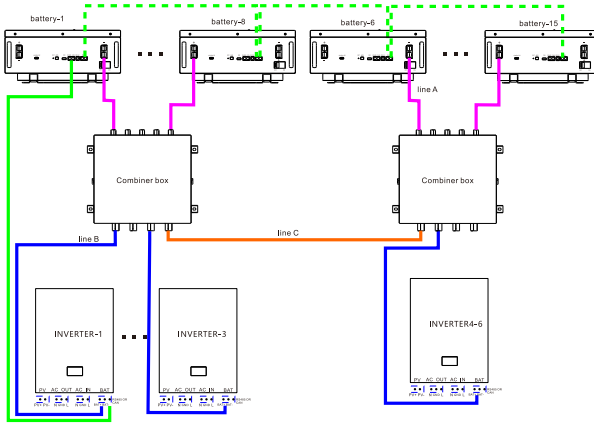 battery-1
battery-8
battery-6
battery-15
line A
Combiner box
Combiner box
line B
line C
INVERTER-1
INVERTER-3
INVERTER4-6
PV AC OUT AC IN BAT
PV AC OUT AC IN BAT
PV AC OUT AC IN BAT